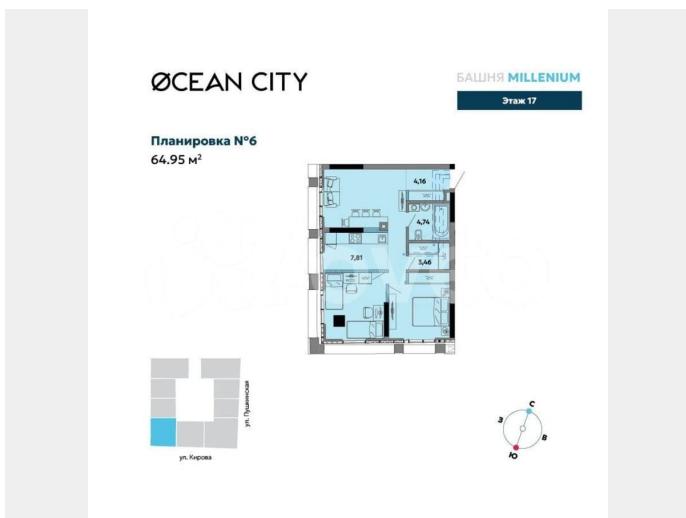 ØCEAN CITY
БАШНЯ MILLENIUM
Этаж 17
Планировка №6
64.95 м²
4,16
4,74
7,81
3,46
ул. Пушкинская
ул. Кирова
С
З
В
Ю